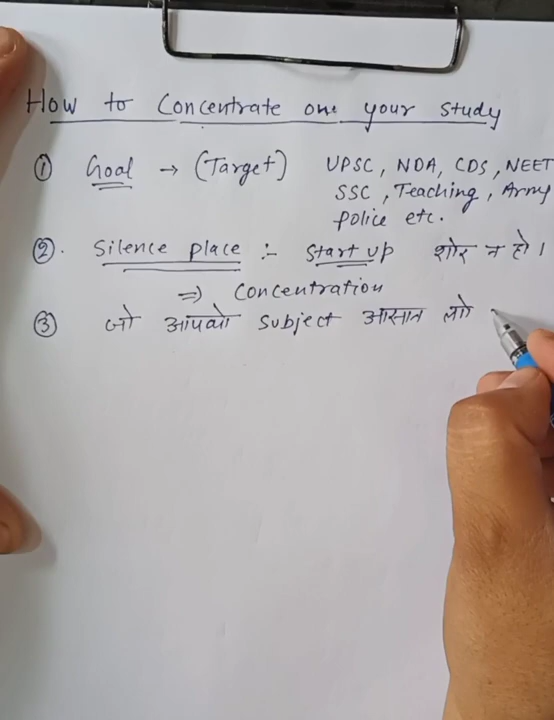 How to Concentrate one your study
① Goal → (Target) UPSC, NDA, CDS, NEET
SSC, Teaching, Army
police etc.
②. Silence place :- Start up शोर न हो।
⇒ Concentration
③ जो आपको subject आसान लगे